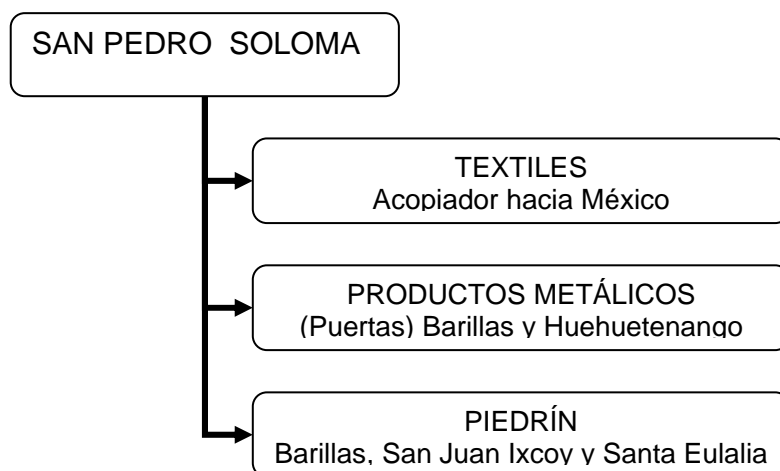 SAN PEDRO SOLOMA
TEXTILES
Acopiador hacia México
PRODUCTOS METÁLICOS
(Puertas) Barillas y Huehuetenango
PIEDRÍN
Barillas, San Juan Ixcoy y Santa Eulalia